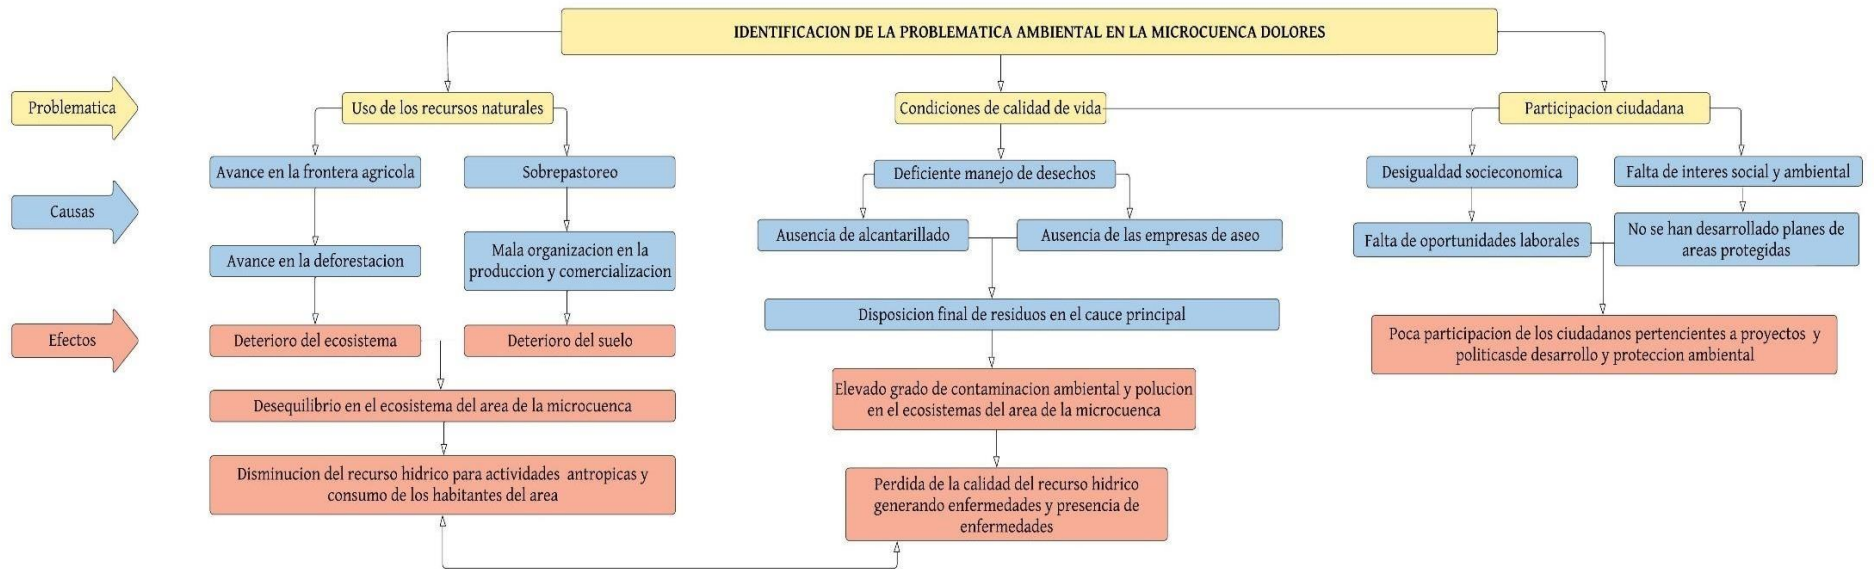 IDENTIFICACION DE LA PROBLEMATICA AMBIENTAL EN LA MICROCUENCA DOLORES
Problematica
Uso de los recursos naturales
Condiciones de calidad de vida
Participacion ciudadana
Causas
Avance en la frontera agricola
Sobrepastoreo
Deficiente manejo de desechos
Desigualdad socieconomica
Falta de interes social y ambiental
Avance en la deforestacion
Mala organizacion en la
produccion y comercializacion
Ausencia de alcantarillado
Ausencia de las empresas de aseo
Falta de oportunidades laborales
No se han desarrollado planes de
areas protegidas
Disposicion final de residuos en el cauce principal
Efectos
Deterioro del ecosistema
Deterioro del suelo
Poca participacion de los ciudadanos pertencientes a proyectos y
politicasde desarrollo y proteccion ambiental
Desequilibrio en el ecosistema del area de la microcuenca
Elevado grado de contaminacion ambiental y polucion
en el ecosistemas del area de la microcuenca
Disminucion del recurso hidrico para actividades antropicas y
consumo de los habitantes del area
Perdida de la calidad del recurso hidrico
generando enfermedades y presencia de
enfermedades